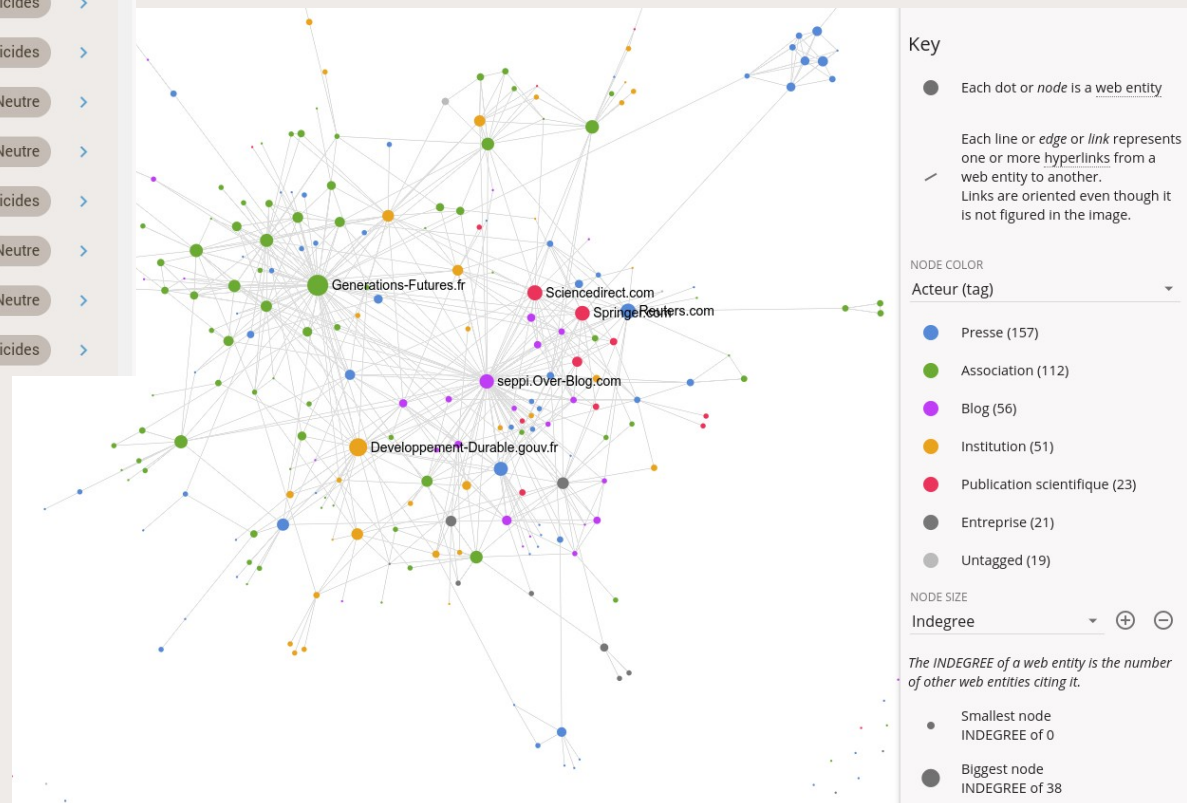 Neutre
Neutre
Neutre
Neutre
Generations-Futures.fr
Sciencedirect.com
Springer.com
Reuters.com
seppi.Over-Blog.com
Developpement-Durable.gouv.fr
Key
Each dot or node is a web entity
Each line or edge or link represents
one or more hyperlinks from a
web entity to another.
Links are oriented even though it
is not figured in the image.
NODE COLOR
Acteur (tag)
Presse (157)
Association (112)
Blog (56)
Institution (51)
Publication scientifique (23)
Entreprise (21)
Untagged (19)
NODE SIZE
Indegree
The INDEGREE of a web entity is the number
of other web entities citing it.
Smallest node
INDEGREE of 0
Biggest node
INDEGREE of 38